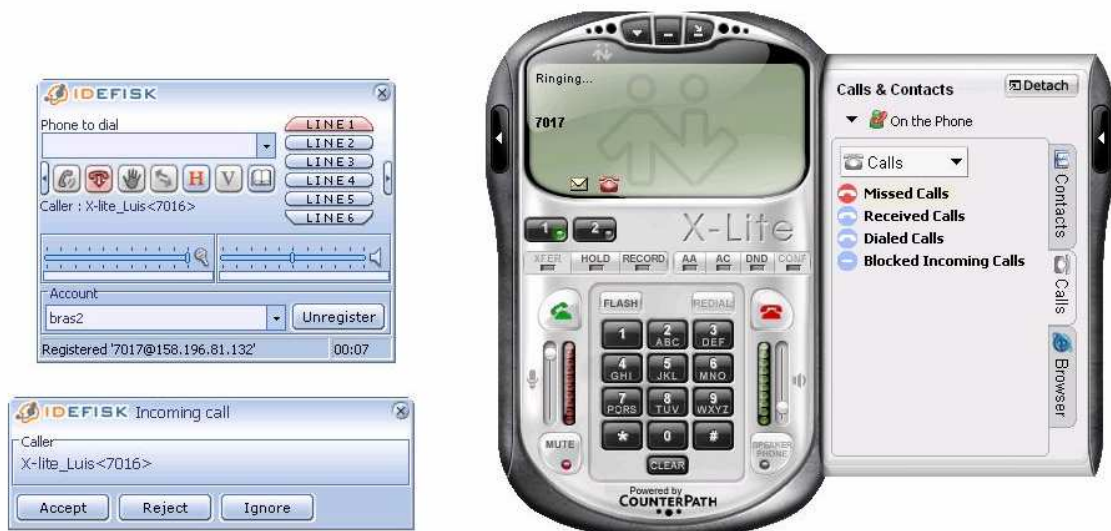 IDEFISK
Phone to dial
LINE 1
LINE 2
LINE 3
LINE 4
LINE 5
LINE 6
H V
Caller : X-lite_Luis<7016>
Account
bras2
Unregister
Registered '7017@158.196.81.132'
00:07
IDEFISK Incoming call
Caller
X-lite_Luis<7016>
Accept Reject Ignore
Ringing...
7017
1 2
X-Lite
XFER HOLD RECORD AA AC DND CONF
FLASH REDIAL
1 2 3
ABC DEF
4 5 6
GHI JKL MNO
7 8 9
PQRS TUV WXYZ
* 0 #
MUTE
SPEAKER
PHONE
CLEAR
Powered by
COUNTERPATH
Calls & Contacts
Detach
On the Phone
Calls
Missed Calls
Received Calls
Dialed Calls
Blocked Incoming Calls
Contacts
Calls
Browser